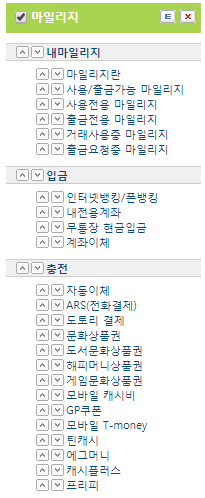 마일리지
내마일리지
마일리지란
사용/출금가능 마일리지
사용전용 마일리지
출금전용 마일리지
거래사용중 마일리지
출금요청중 마일리지
입금
인터넷뱅킹/폰뱅킹
내전용계좌
무통장 현금입금
계좌이체
충전
자동이체
ARS(전화결제)
도토리 결제
문화상품권
도서문화상품권
해피머니상품권
게임문화상품권
모바일 캐시비
GP쿠폰
모바일 T-money
틴캐시
에그머니
캐시플러스
프리피